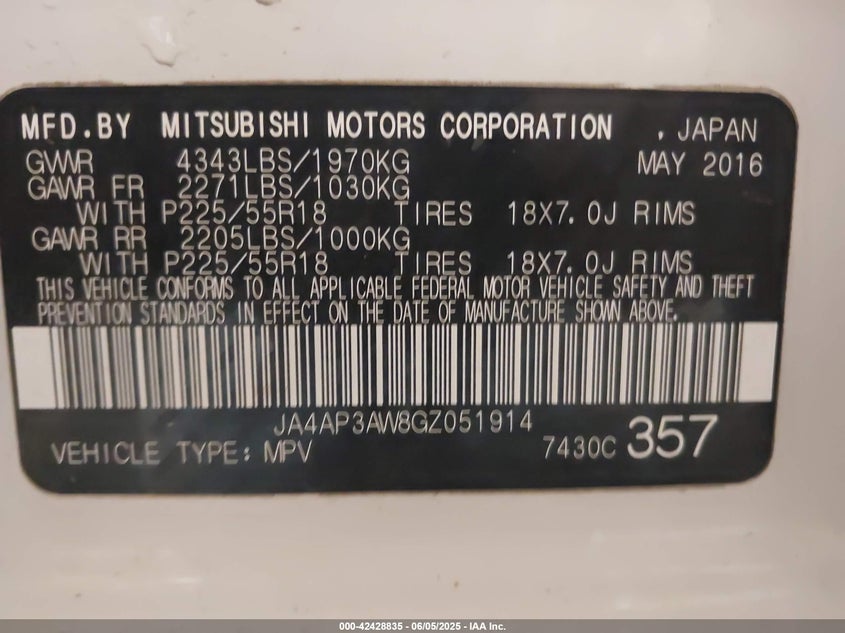 MFD.BY MITSUBISHI MOTORS CORPORATION , JAPAN
GVWR 4343LBS/1970KG MAY 2016
GAWR FR 2271LBS/1030KG
WITH P225/55R18 TIRES 18X7.0J RIMS
GAWR RR 2205LBS/1000KG
WITH P225/55R18 TIRES 18X7.0J RIMS
THIS VEHICLE CONFORMS TO ALL APPLICABLE FEDERAL MOTOR VEHICLE SAFETY AND THEFT
PREVENTION STANDARDS IN EFFECT ON THE DATE OF MANUFACTURE SHOWN ABOVE.
JA4AP3AW8GZ051914
VEHICLE TYPE: MPV 7430C 357
000-42428835 - 06/05/2025 - IAA Inc.